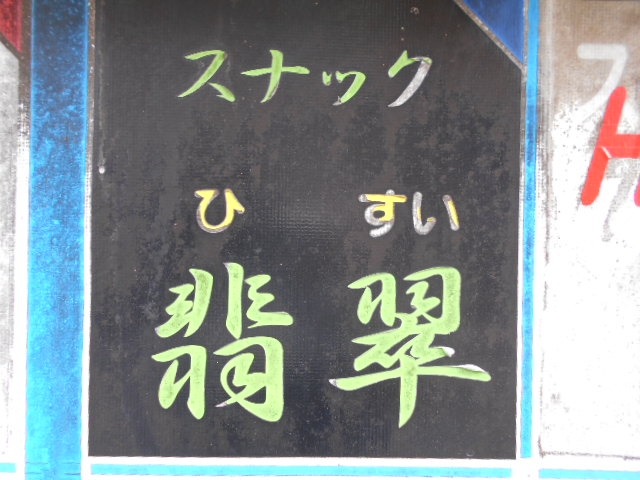 スナック
ひ すい
翡翠